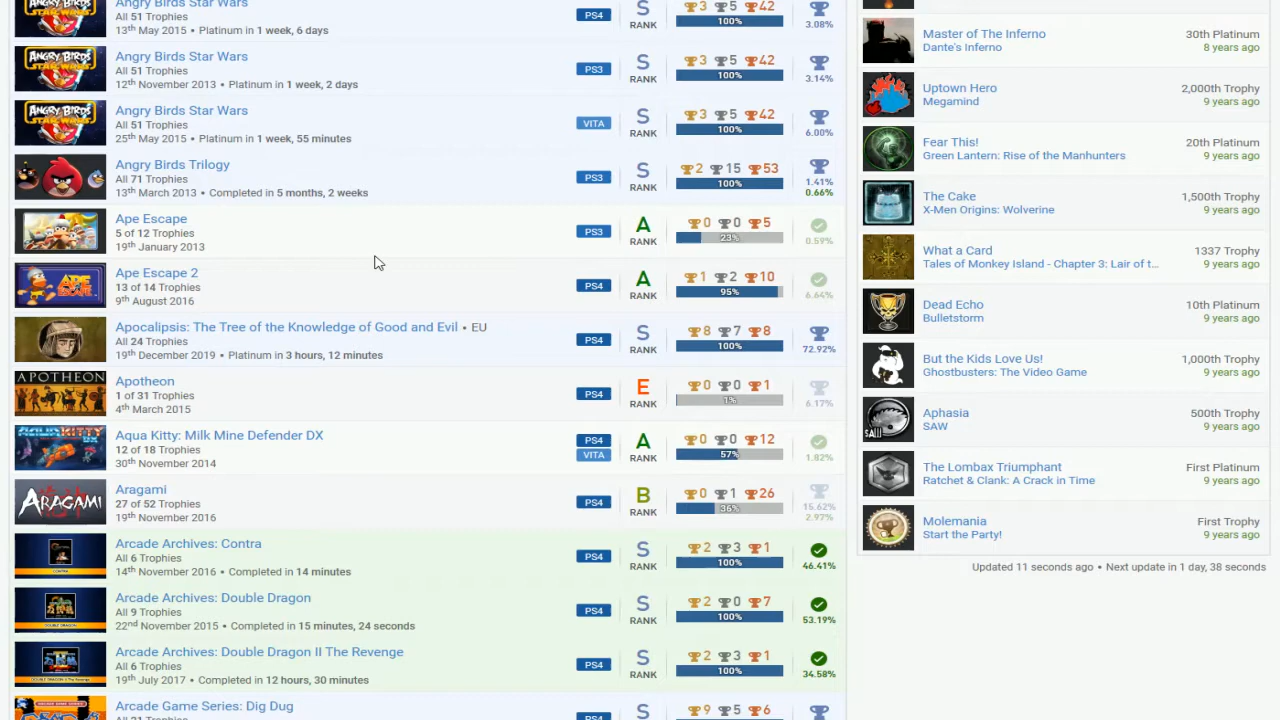 Angry Birds Star Wars
All 51 Trophies
13th May 2015 • Platinum in 1 week, 6 days
PS4
S
RANK
3 5 42
100%
3.08%
Angry Birds Star Wars
All 51 Trophies
12th November 2013 • Platinum in 1 week, 2 days
PS3
S
RANK
3 5 42
100%
3.14%
Angry Birds Star Wars
All 51 Trophies
25th May 2015 • Platinum in 1 week, 55 minutes
VITA
S
RANK
3 5 42
100%
6.00%
Angry Birds Trilogy
All 71 Trophies
13th March 2013 • Completed in 5 months, 2 weeks
PS3
S
RANK
2 15 53
100%
1.41%
0.66%
Ape Escape
5 of 12 Trophies
19th January 2013
PS3
A
RANK
0 0 5
23%
0.59%
Ape Escape 2
13 of 14 Trophies
9th August 2016
PS4
A
RANK
1 2 10
95%
6.64%
Apocalipsis: The Tree of the Knowledge of Good and Evil • EU
All 24 Trophies
19th December 2019 • Platinum in 3 hours, 12 minutes
PS4
S
RANK
8 7 8
100%
72.92%
APOTHEON
Apotheon
1 of 31 Trophies
4th March 2015
PS4
E
RANK
0 0 1
1%
6.17%
Aqua Kitty: Milk Mine Defender DX
12 of 18 Trophies
30th November 2014
PS4
VITA
A
RANK
0 0 12
57%
1.82%
ARAGAMI
Aragami
27 of 52 Trophies
19th November 2016
PS4
B
RANK
0 1 26
36%
15.62%
2.97%
Arcade Archives: Contra
All 6 Trophies
14th November 2016 • Completed in 14 minutes
PS4
S
RANK
2 3 1
100%
46.41%
Arcade Archives: Double Dragon
All 9 Trophies
22nd November 2015 • Completed in 15 minutes, 24 seconds
PS4
S
RANK
2 0 7
100%
53.19%
Arcade Archives: Double Dragon II The Revenge
All 6 Trophies
19th July 2017 • Completed in 12 hours, 30 minutes
PS4
S
RANK
2 3 1
100%
34.58%
Arcade Game Series: Dig Dug
PS4
S
9 5 6
Master of The Inferno
Dante's Inferno
30th Platinum
8 years ago
Uptown Hero
Megamind
2,000th Trophy
9 years ago
Fear This!
Green Lantern: Rise of the Manhunters
20th Platinum
9 years ago
The Cake
X-Men Origins: Wolverine
1,500th Trophy
9 years ago
What a Card
Tales of Monkey Island - Chapter 3: Lair of t...
1337 Trophy
9 years ago
Dead Echo
Bulletstorm
10th Platinum
9 years ago
But the Kids Love Us!
Ghostbusters: The Video Game
1,000th Trophy
9 years ago
Aphasia
SAW
500th Trophy
9 years ago
The Lombax Triumphant
Ratchet & Clank: A Crack in Time
First Platinum
9 years ago
Molemania
Start the Party!
First Trophy
9 years ago
Updated 11 seconds ago • Next update in 1 day, 38 seconds